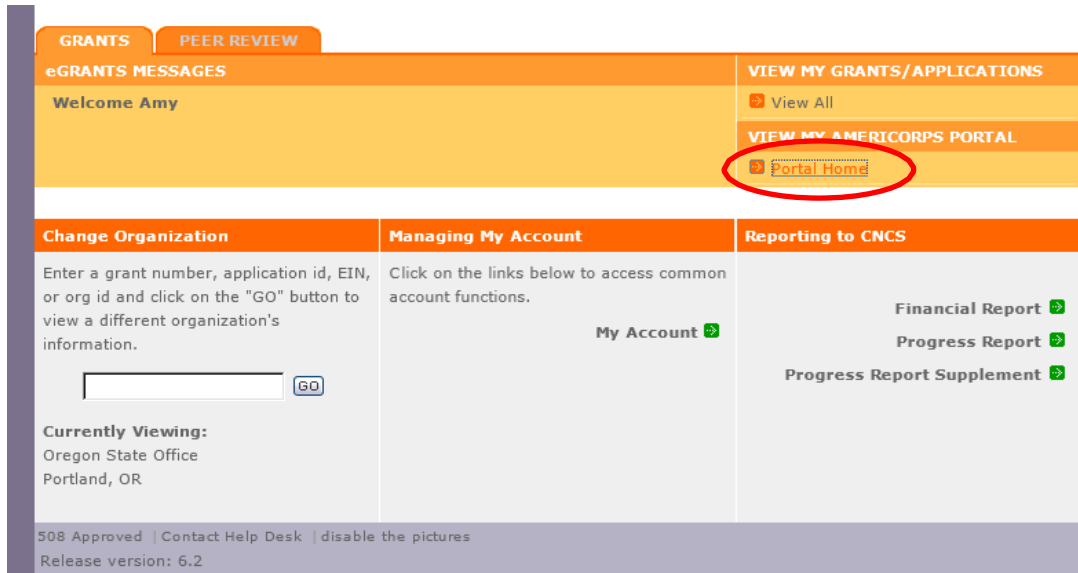 GRANTS
PEER REVIEW
eGRANTS MESSAGES
Welcome Amy
VIEW MY GRANTS/APPLICATIONS
View All
VIEW MY AMERICORPS PORTAL
Portal Home
Change Organization
Enter a grant number, application id, EIN,
or org id and click on the "GO" button to
view a different organization's
information.
GO
Currently Viewing:
Oregon State Office
Portland, OR
Managing My Account
Click on the links below to access common
account functions.
My Account
Reporting to CNCS
Financial Report
Progress Report
Progress Report Supplement
508 Approved | Contact Help Desk | disable the pictures
Release version: 6.2